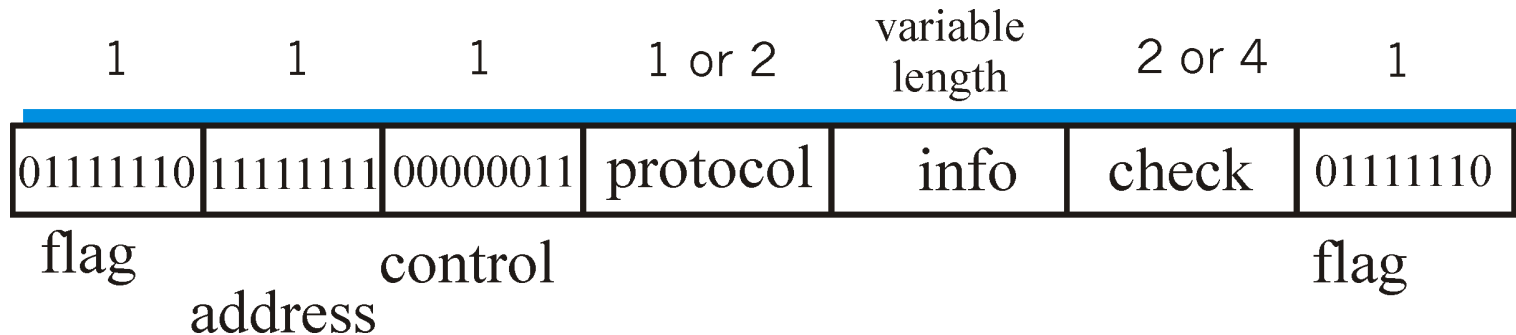 variable
1 1 1 1 or 2 length 2 or 4 1
01111110 11111111 00000011 protocol info check 01111110
flag control flag
address